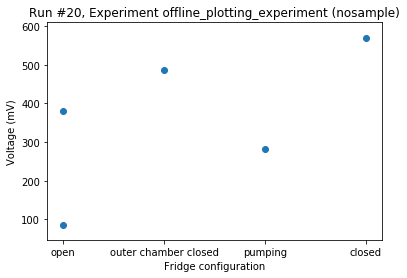 Run #20, Experiment offline_plotting_experiment (nosample)
600
500
400
300
200
100
Voltage (mV)
open
outer chamber closed
pumping
closed
Fridge configuration